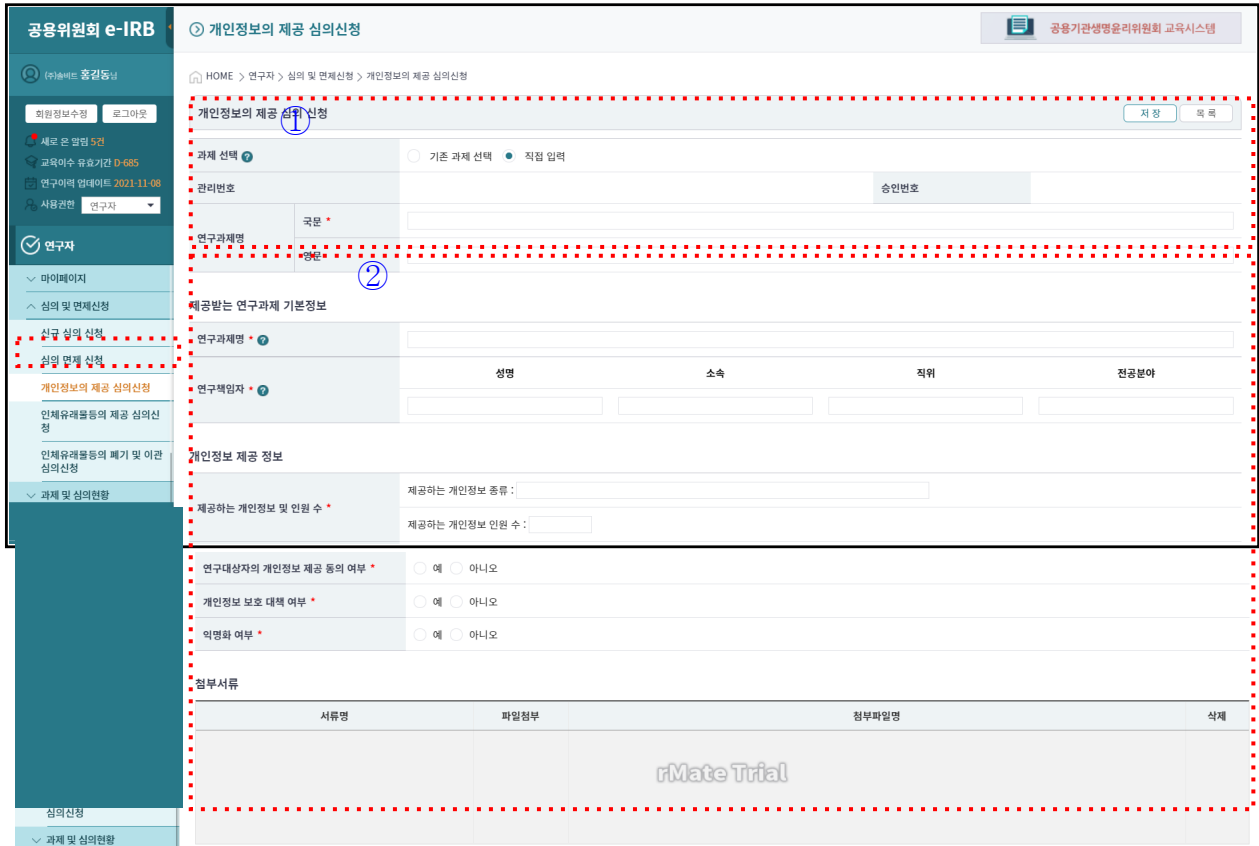 공용위원회 e-IRB
개인정보의 제공 심의신청
공용기관생명윤리위원회 교육시스템
(주)솔비트 홍길동님
HOME > 연구자 > 심의 및 면제신청 > 개인정보의 제공 심의신청
회원정보수정 로그아웃
새로 온 알림 5건
교육이수 유효기간 D-685
연구이력 업데이트 2021-11-08
사용권한 연구자
연구자
마이페이지
심의 및 면제신청
신규 심의 신청
심의 면제 신청
개인정보의 제공 심의신청
인체유래물등의 제공 심의신
청
인체유래물등의 폐기 및 이관
심의신청
과제 및 심의현황
심의신청
과제 및 심의현황
개인정보의 제공 심의 신청
①
저장 목록
과제 선택 ? 기존 과제 선택 직접 입력
관리번호 승인번호
연구과제명 국문 *
영문
②
제공받는 연구과제 기본정보
연구과제명 * ?
연구책임자 * ? 성명 소속 직위 전공분야
개인정보 제공 정보
제공하는 개인정보 및 인원 수 * 제공하는 개인정보 종류 :
제공하는 개인정보 인원 수 :
연구대상자의 개인정보 제공 동의 여부 * 예 아니오
개인정보 보호 대책 여부 * 예 아니오
익명화 여부 * 예 아니오
첨부서류
서류명 파일첨부 첨부파일명 삭제
rMate Trial